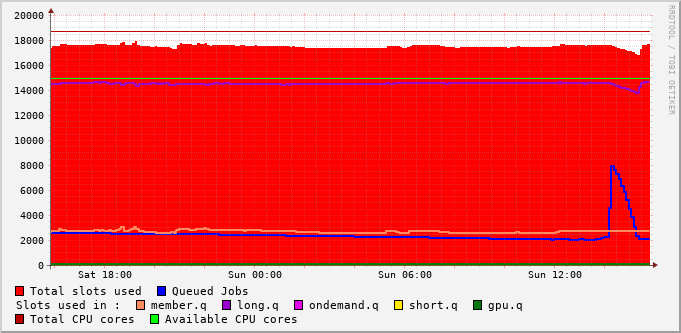 20000
18000
16000
14000
12000
10000
8000
6000
4000
2000
0
Sat 18:00 Sun 00:00 Sun 06:00 Sun 12:00
Total slots used Queued Jobs
Slots used in : member.q long.q ondemand.q short.q gpu.q
Total CPU cores Available CPU cores
RRDTOOL / TOBI OETIKER